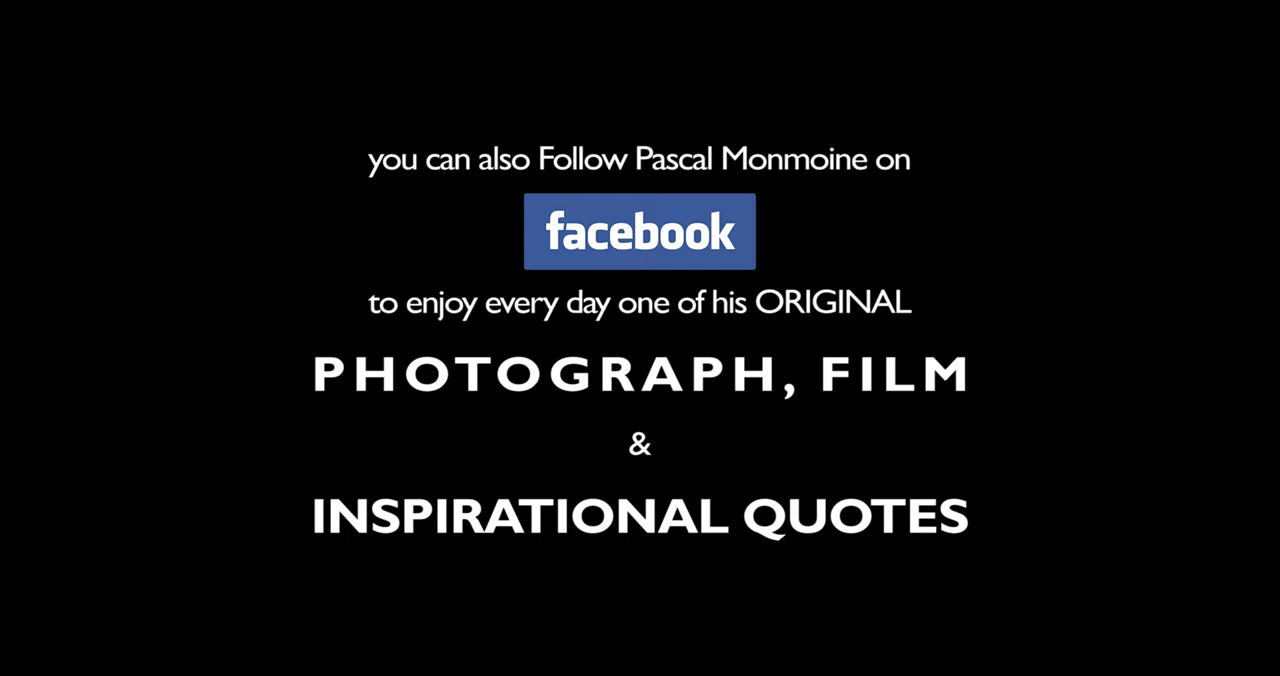 you can also Follow Pascal Monmoine on
facebook
to enjoy every day one of his ORIGINAL
PHOTOGRAPH, FILM
&
INSPIRATIONAL QUOTES